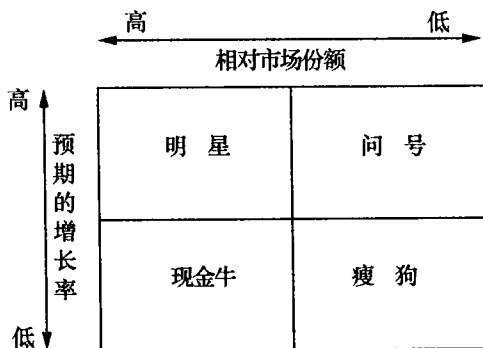 高 低
相对市场份额
高
预期的增长率
低
明 星 问 号
现金牛 瘦 狗